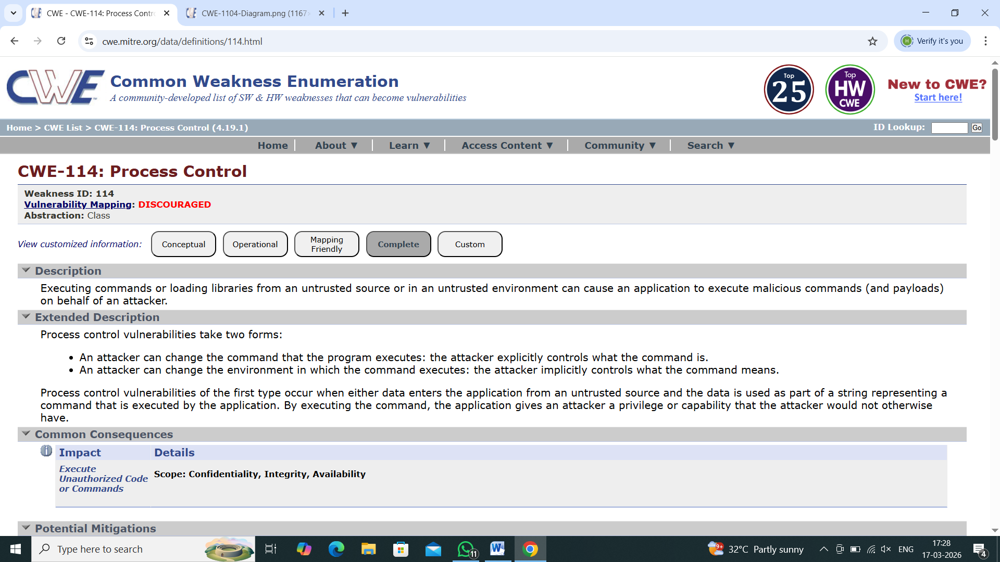 CWE - CWE-114: Process Contr
CWE-1104-Diagram.png (1167
cwe.mitre.org/data/definitions/114.html
H
Verify it's you
CWE
Common Weakness Enumeration
A community-developed list of SW & HW weaknesses that can become vulnerabilities
Top
25
Top
HW
CWE
New to CWE?
Start here!
Home > CWE List > CWE-114: Process Control (4.19.1)
ID Lookup:
Go
Home
About ▼
Learn ▼
Access Content ▼
Community ▼
Search ▼
CWE-114: Process Control
Weakness ID: 114
Vulnerability Mapping: DISCOURAGED
Abstraction: Class
View customized information:
Conceptual
Operational
Mapping
Friendly
Complete
Custom
Description
Executing commands or loading libraries from an untrusted source or in an untrusted environment can cause an application to execute malicious commands (and payloads)
on behalf of an attacker.
Extended Description
Process control vulnerabilities take two forms:
• An attacker can change the command that the program executes: the attacker explicitly controls what the command is.
• An attacker can change the environment in which the command executes: the attacker implicitly controls what the command means.
Process control vulnerabilities of the first type occur when either data enters the application from an untrusted source and the data is used as part of a string representing a
command that is executed by the application. By executing the command, the application gives an attacker a privilege or capability that the attacker would not otherwise
have.
Common Consequences
Impact
Details
Execute
Unauthorized Code
or Commands
Scope: Confidentiality, Integrity, Availability
Potential Mitigations
Type here to search
11
9+
32°C Partly sunny
ENG
17:28
17-03-2026
4